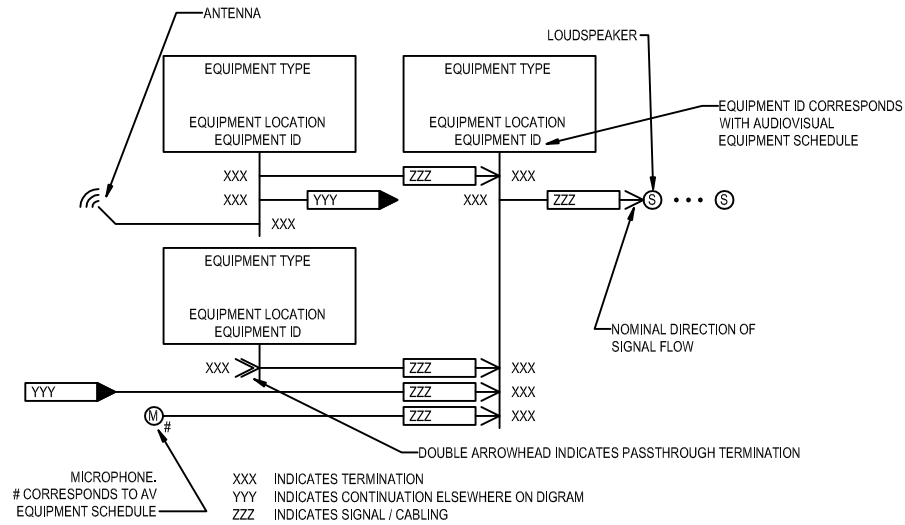 ANTENNA
LOUDSPEAKER
EQUIPMENT TYPE
EQUIPMENT LOCATION
EQUIPMENT ID
EQUIPMENT TYPE
EQUIPMENT LOCATION
EQUIPMENT ID
EQUIPMENT ID CORRESPONDS
WITH AUDIOVISUAL
EQUIPMENT SCHEDULE
XXX ZZZ XXX
XXX YYY XXX ZZZ S S
XXX
EQUIPMENT TYPE
EQUIPMENT LOCATION
EQUIPMENT ID
NOMINAL DIRECTION OF
SIGNAL FLOW
XXX ZZZ XXX
YYY ZZZ XXX
M # ZZZ XXX
DOUBLE ARROWHEAD INDICATES PASSTHROUGH TERMINATION
MICROPHONE.
# CORRESPONDS TO AV
EQUIPMENT SCHEDULE
XXX INDICATES TERMINATION
YYY INDICATES CONTINUATION ELSEWHERE ON DIGRAM
ZZZ INDICATES SIGNAL / CABLING